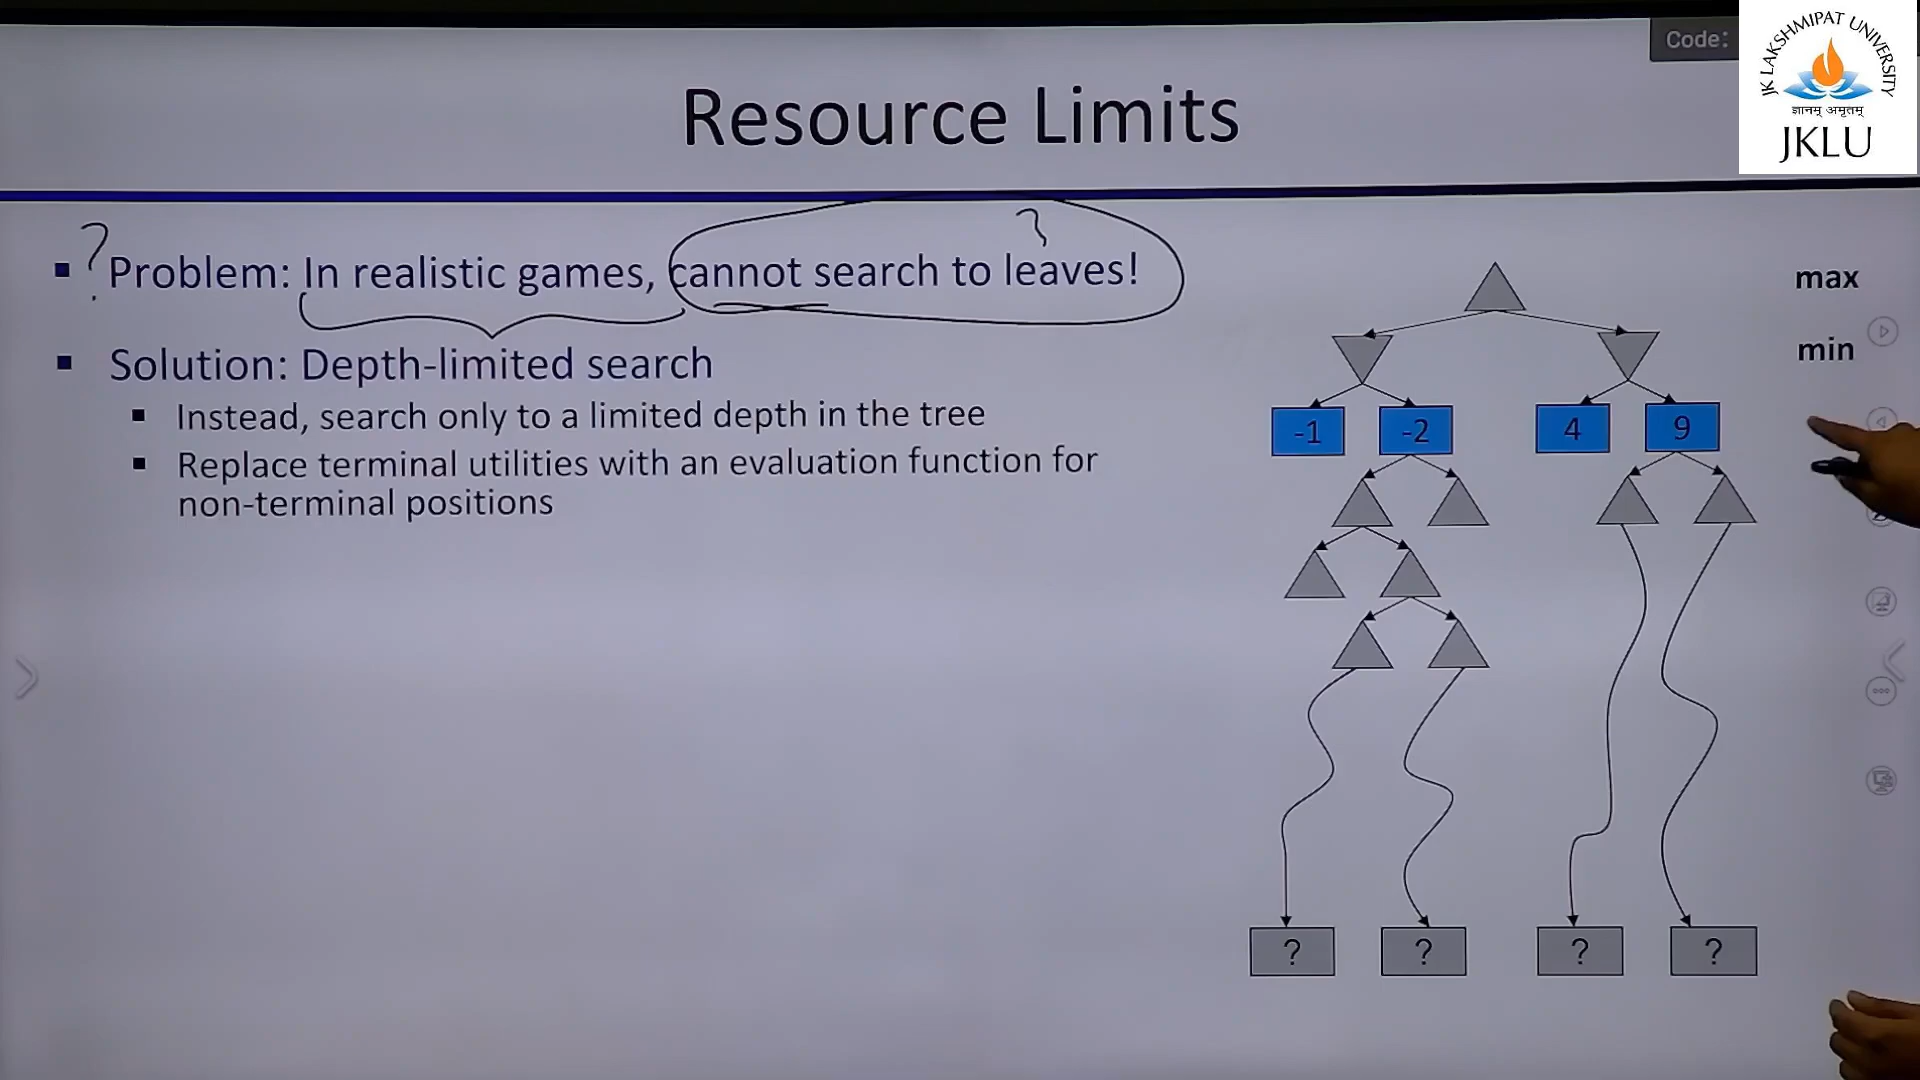 Code:
JK LAKSHMIPAT UNIVERSITY
ज्ञानम् अमृतम्
JKLU
Resource Limits
?
?
▪ Problem: In realistic games, cannot search to leaves!
▪ Solution: Depth-limited search
▪ Instead, search only to a limited depth in the tree
▪ Replace terminal utilities with an evaluation function for
non-terminal positions
max
min
-1 -2 4 9
? ? ? ?